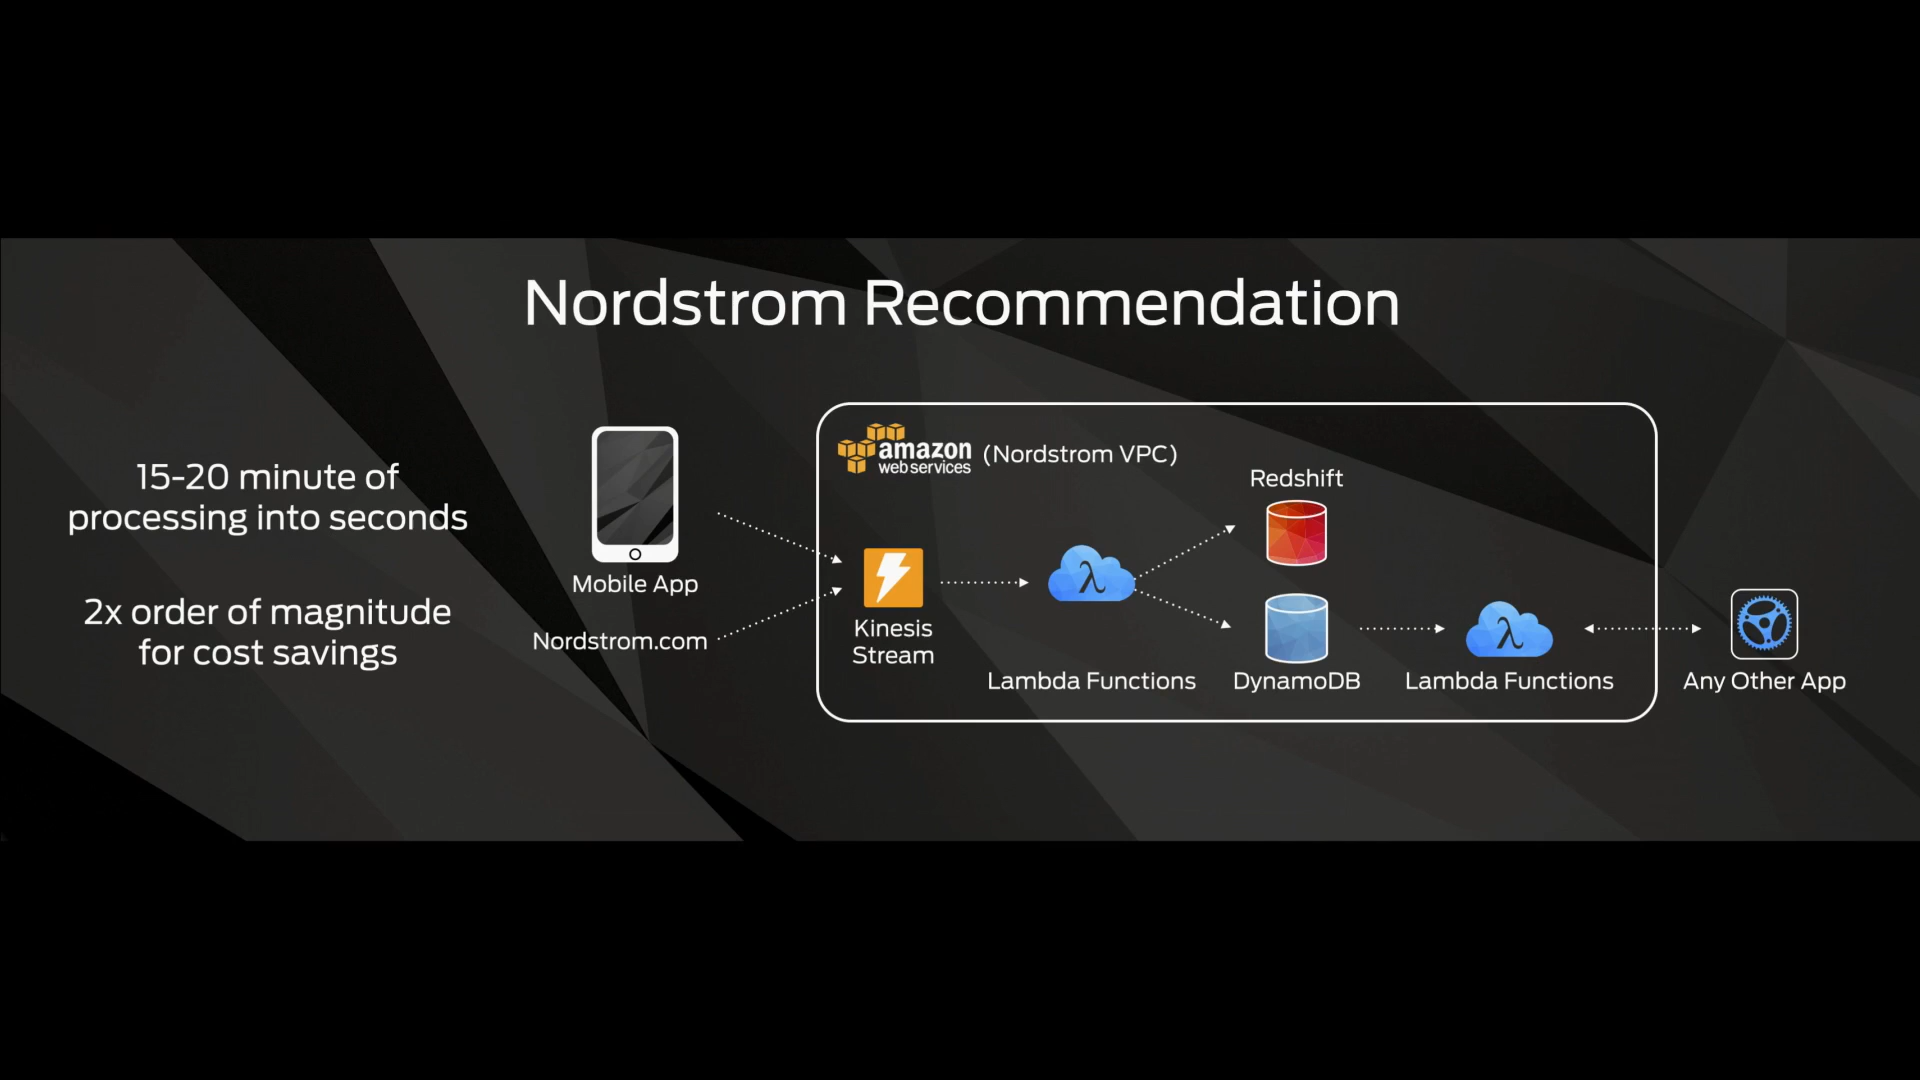 Nordstrom Recommendation
15-20 minute of
processing into seconds
2x order of magnitude
for cost savings
Mobile App
Nordstrom.com
amazon
web services
(Nordstrom VPC)
Kinesis
Stream
λ
Lambda Functions
Redshift
DynamoDB
λ
Lambda Functions
Any Other App